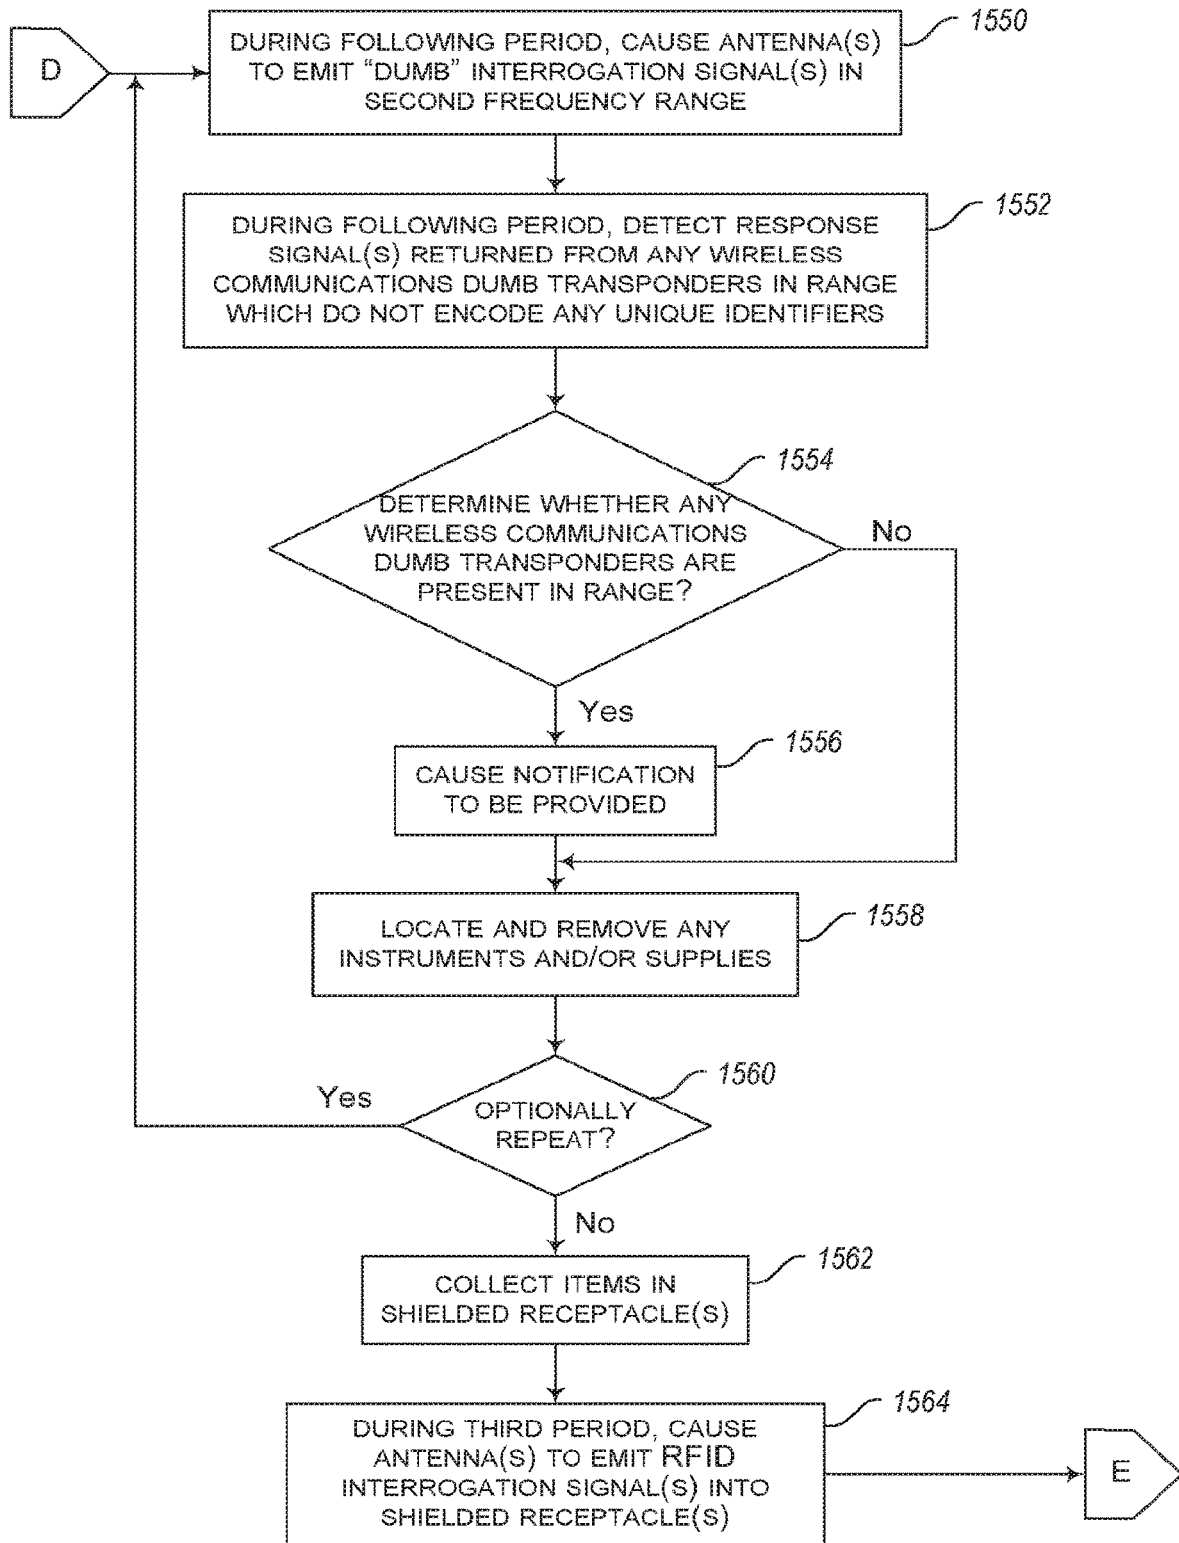 D
1550
DURING FOLLOWING PERIOD, CAUSE ANTENNA(S)
TO EMIT “DUMB” INTERROGATION SIGNAL(S) IN
SECOND FREQUENCY RANGE
1552
DURING FOLLOWING PERIOD, DETECT RESPONSE
SIGNAL(S) RETURNED FROM ANY WIRELESS
COMMUNICATIONS DUMB TRANSPONDERS IN RANGE
WHICH DO NOT ENCODE ANY UNIQUE IDENTIFIERS
1554
DETERMINE WHETHER ANY
WIRELESS COMMUNICATIONS
DUMB TRANSPONDERS ARE
PRESENT IN RANGE?
No
Yes
1556
CAUSE NOTIFICATION
TO BE PROVIDED
1558
LOCATE AND REMOVE ANY
INSTRUMENTS AND/OR SUPPLIES
1560
Yes
OPTIONALLY
REPEAT?
No
1562
COLLECT ITEMS IN
SHIELDED RECEPTACLE(S)
1564
DURING THIRD PERIOD, CAUSE
ANTENNA(S) TO EMIT RFID
INTERROGATION SIGNAL(S) INTO
SHIELDED RECEPTACLE(S)
E